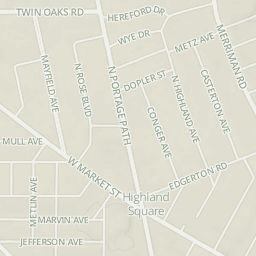 TWIN OAKS RD
HEREFORD DR
WYE DR
METZ AVE
MERRIMAN RD
MAYFIELD AVE
N ROSE BLVD
N PORTAGE PATH
DOPLER ST
N HIGHLAND AVE
CASTERTON AVE
CONGER AVE
MULL AVE
W MARKET ST
EDGERTON RD
METLIN AVE
Highland
Square
MARVIN AVE
JEFFERSON AVE